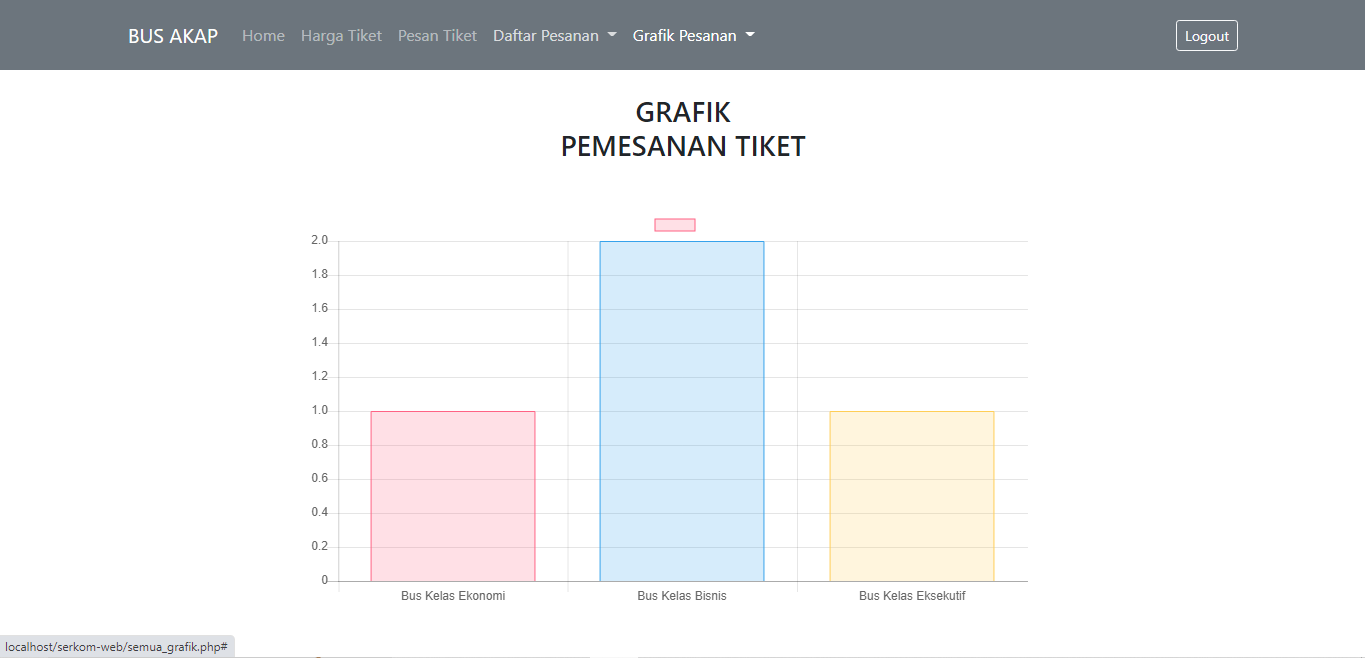 BUS AKAP Home Harga Tiket Pesan Tiket Daftar Pesanan Grafik Pesanan Logout
GRAFIK
PEMESANAN TIKET
2.0
1.8
1.6
1.4
1.2
1.0
0.8
0.6
0.4
0.2
0
Bus Kelas Ekonomi Bus Kelas Bisnis Bus Kelas Eksekutif
localhost/serkom-web/semua_grafik.php#